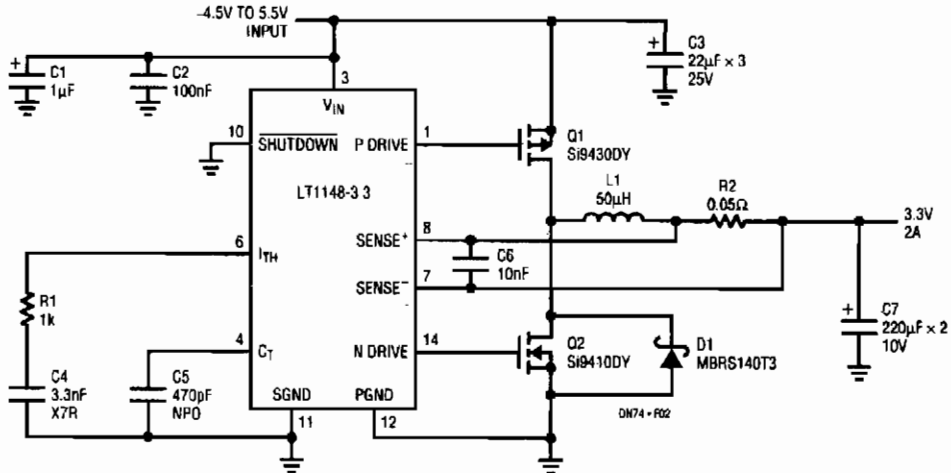 –4.5V TO 5.5V
INPUT
C1
1µF
C2
100nF
C3
22µF × 3
25V
3
V_IN
10
SHUTDOWN
P DRIVE
1
Q1
Si9430DY
LT1148-3 3
L1
50µH
R2
0.05Ω
3.3V
2A
SENSE+
8
6
I_TH
C6
10nF
SENSE–
7
R1
1k
C7
220µF × 2
10V
4
C_T
N DRIVE
14
Q2
Si9410DY
D1
MBRS140T3
C4
3.3nF
X7R
C5
470pF
NPO
SGND
PGND
11
12
DN74 • F02